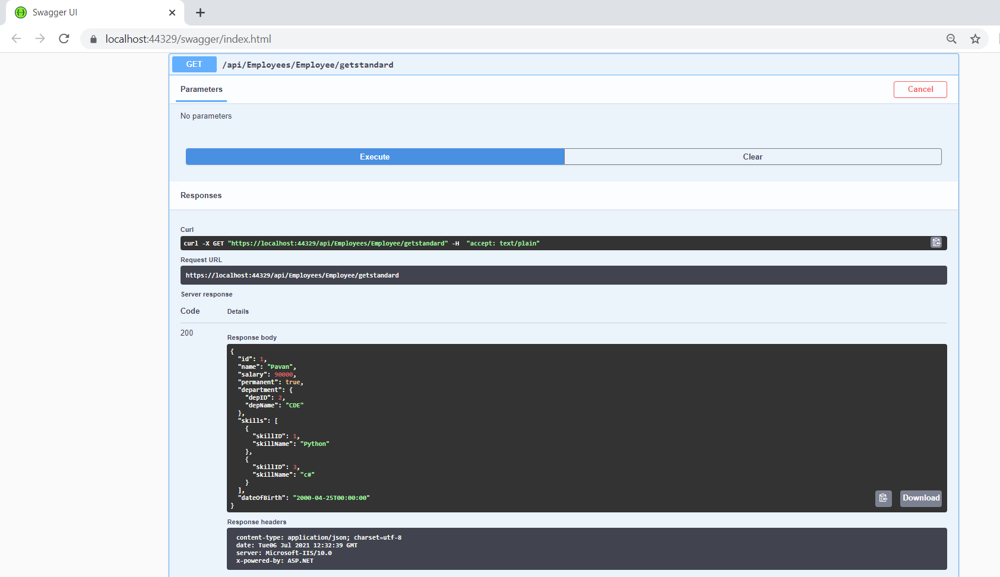 Swagger UI
localhost:44329/swagger/index.html
GET /api/Employees/Employee/getstandard
Parameters
Cancel
No parameters
Execute
Clear
Responses
Curl
curl -X GET "https://localhost:44329/api/Employees/Employee/getstandard" -H  "accept: text/plain"
Request URL
https://localhost:44329/api/Employees/Employee/getstandard
Server response
Code Details
200
Response body
{
  "id": 1,
  "name": "Pavan",
  "salary": 90000,
  "permanent": true,
  "department": {
    "depID": 2,
    "depName": "CDE"
  },
  "skills": [
    {
      "skillID": 1,
      "skillName": "Python"
    },
    {
      "skillID": 3,
      "skillName": "c#"
    }
  ],
  "dateOfBirth": "2000-04-25T00:00:00"
}
Download
Response headers
content-type: application/json; charset=utf-8
date: Tue06 Jul 2021 12:32:39 GMT
server: Microsoft-IIS/10.0
x-powered-by: ASP.NET